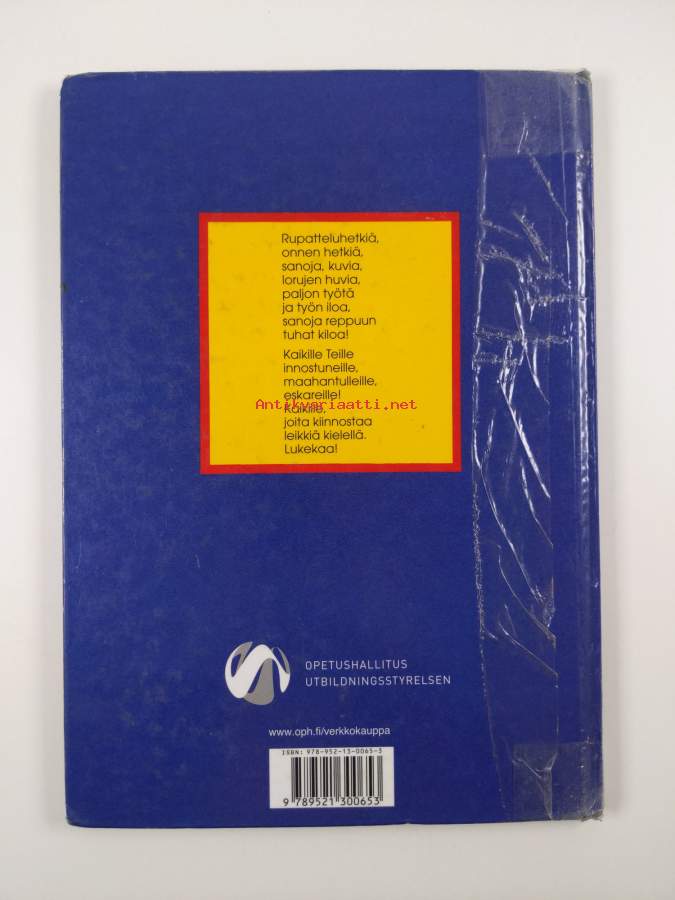 Rupatteluhetkiä,
onnen hetkiä,
sanoja, kuvia,
lorujen huvia,
paljon työtä
ja työn iloa,
sanoja reppuun
tuhat kiloa!
Kaikille Teille
innostuneille,
maahantulleille,
eskareille!
Antikvariaatti.net
Kaikille,
joita kiinnostaa
leikkiä kielellä.
Lukekaa!
OPETUSHALLITUS
UTBILDNINGSSTYRELSEN
www.oph.fi/verkkokauppa
ISBN: 978-952-13-0065-3
9 789521 300653